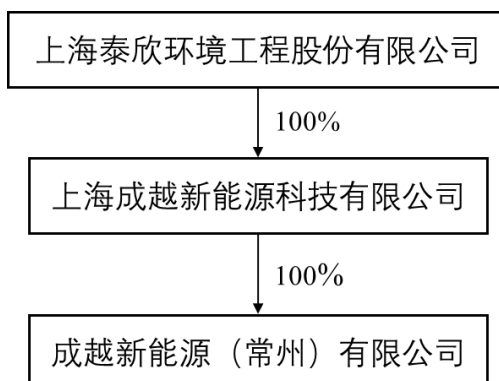 上海泰欣环境工程股份有限公司
100%
上海成越新能源科技有限公司
100%
成越新能源（常州）有限公司